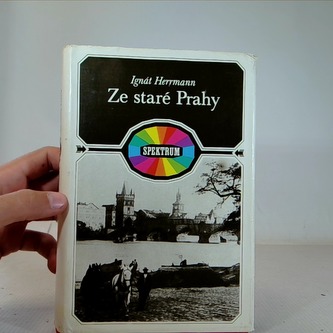 Ignát Herrmann
Ze staré Prahy
SPEKTRUM